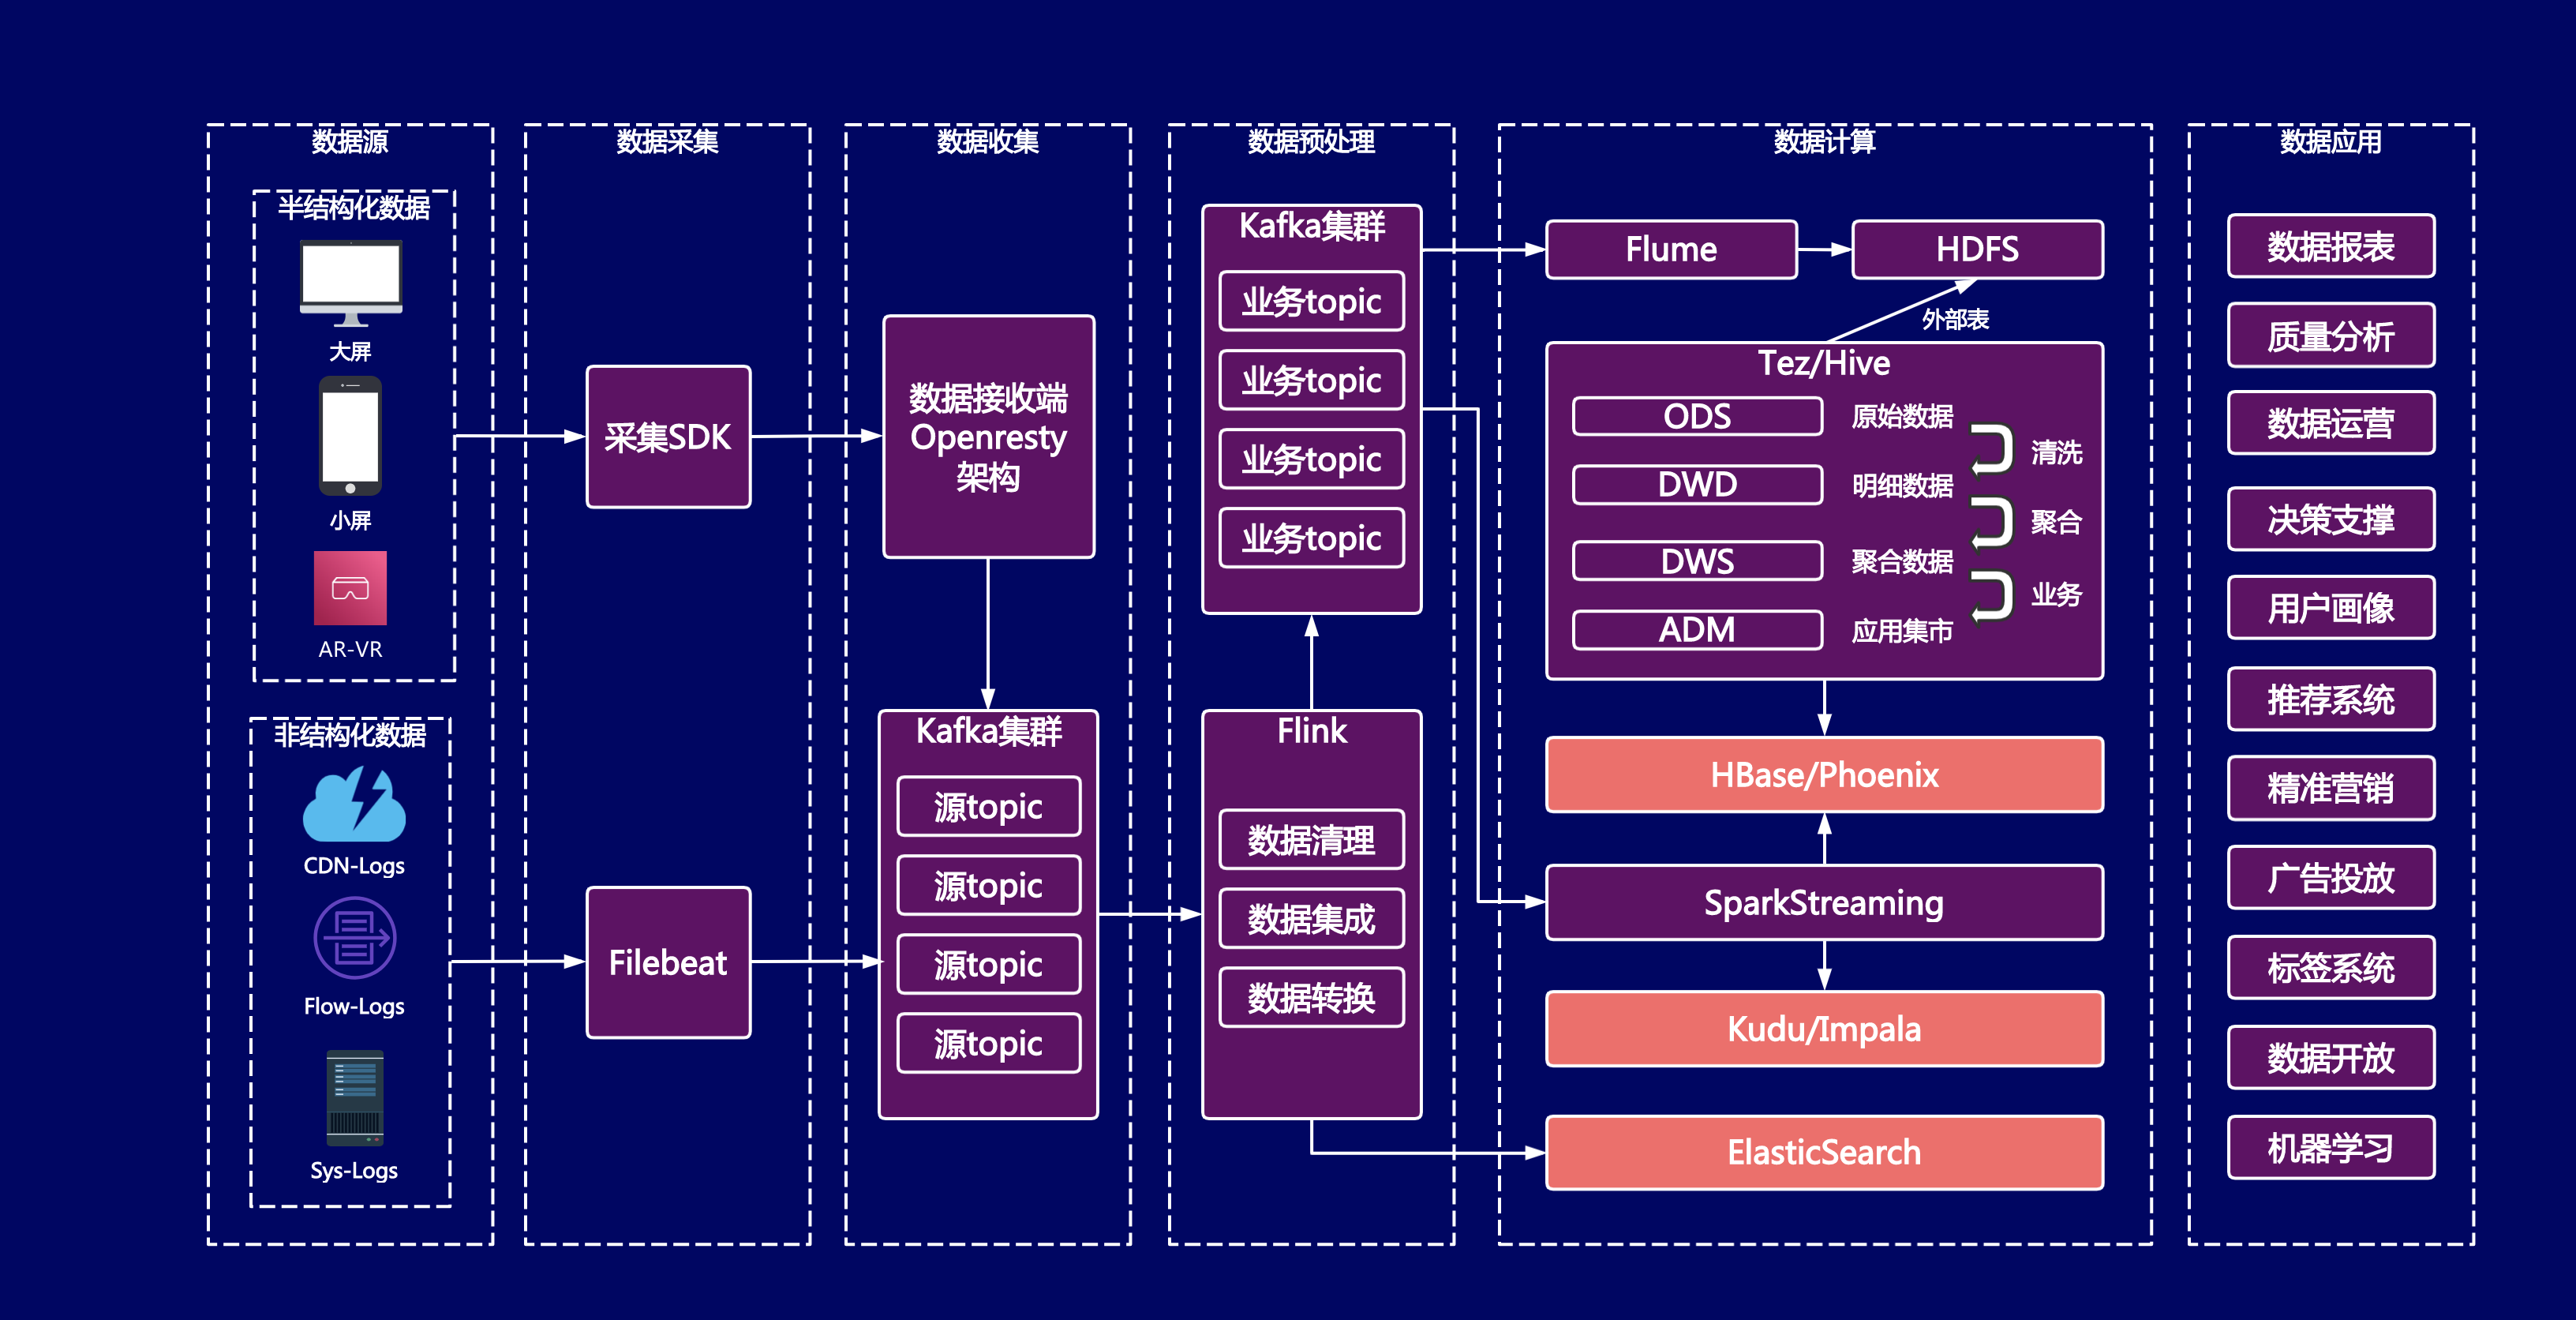 数据源
半结构化数据
大屏
小屏
AR-VR
非结构化数据
CDN-Logs
Flow-Logs
Sys-Logs
数据采集
采集SDK
Filebeat
数据收集
数据接收端
Openresty
架构
Kafka集群
源topic
源topic
源topic
源topic
数据预处理
Kafka集群
业务topic
业务topic
业务topic
业务topic
Flink
数据清理
数据集成
数据转换
数据计算
Flume
HDFS
外部表
Tez/Hive
ODS
原始数据
清洗
DWD
明细数据
聚合
DWS
聚合数据
业务
ADM
应用集市
HBase/Phoenix
SparkStreaming
Kudu/Impala
ElasticSearch
数据应用
数据报表
质量分析
数据运营
决策支撑
用户画像
推荐系统
精准营销
广告投放
标签系统
数据开放
机器学习